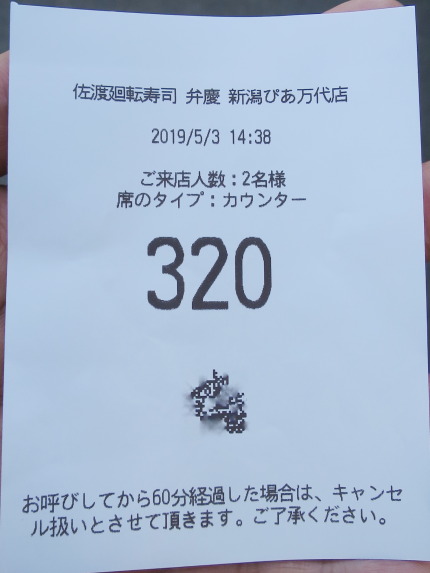 佐渡廻転寿司 弁慶 新潟ぴあ万代店
2019/5/3 14:38
ご来店人数：2名様
席のタイプ：カウンター
320
お呼びしてから60分経過した場合は、キャンセ
ル扱いとさせて頂きます。ご了承ください。